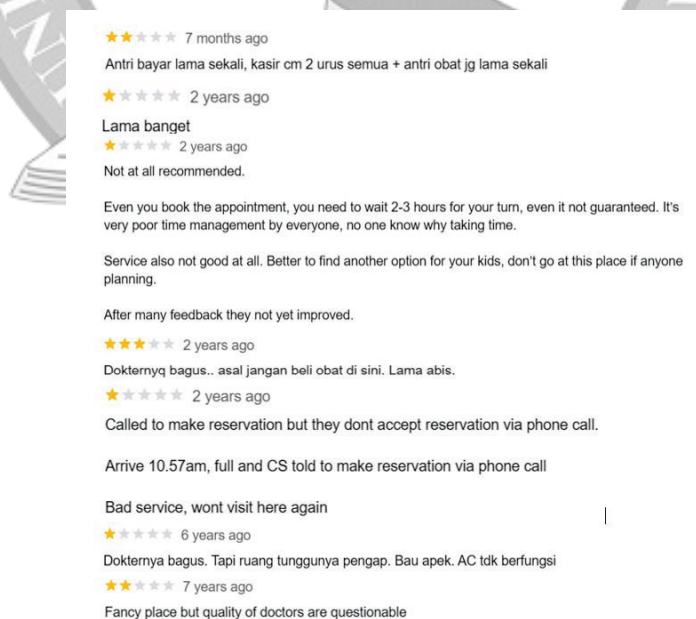 7 months ago
Antri bayar lama sekali, kasir cm 2 urus semua + antri obat jg lama sekali
2 years ago
Lama banget
2 years ago
Not at all recommended.
Even you book the appointment, you need to wait 2-3 hours for your turn, even it not guaranteed. It's
very poor time management by everyone, no one know why taking time.
Service also not good at all. Better to find another option for your kids, don't go at this place if anyone
planning.
After many feedback they not yet improved.
2 years ago
Dokternyq bagus.. asal jangan beli obat di sini. Lama abis.
2 years ago
Called to make reservation but they dont accept reservation via phone call.
Arrive 10.57am, full and CS told to make reservation via phone call
Bad service, wont visit here again
6 years ago
Dokternya bagus. Tapi ruang tunggunya pengap. Bau apek. AC tdk berfungsi
7 years ago
Fancy place but quality of doctors are questionable